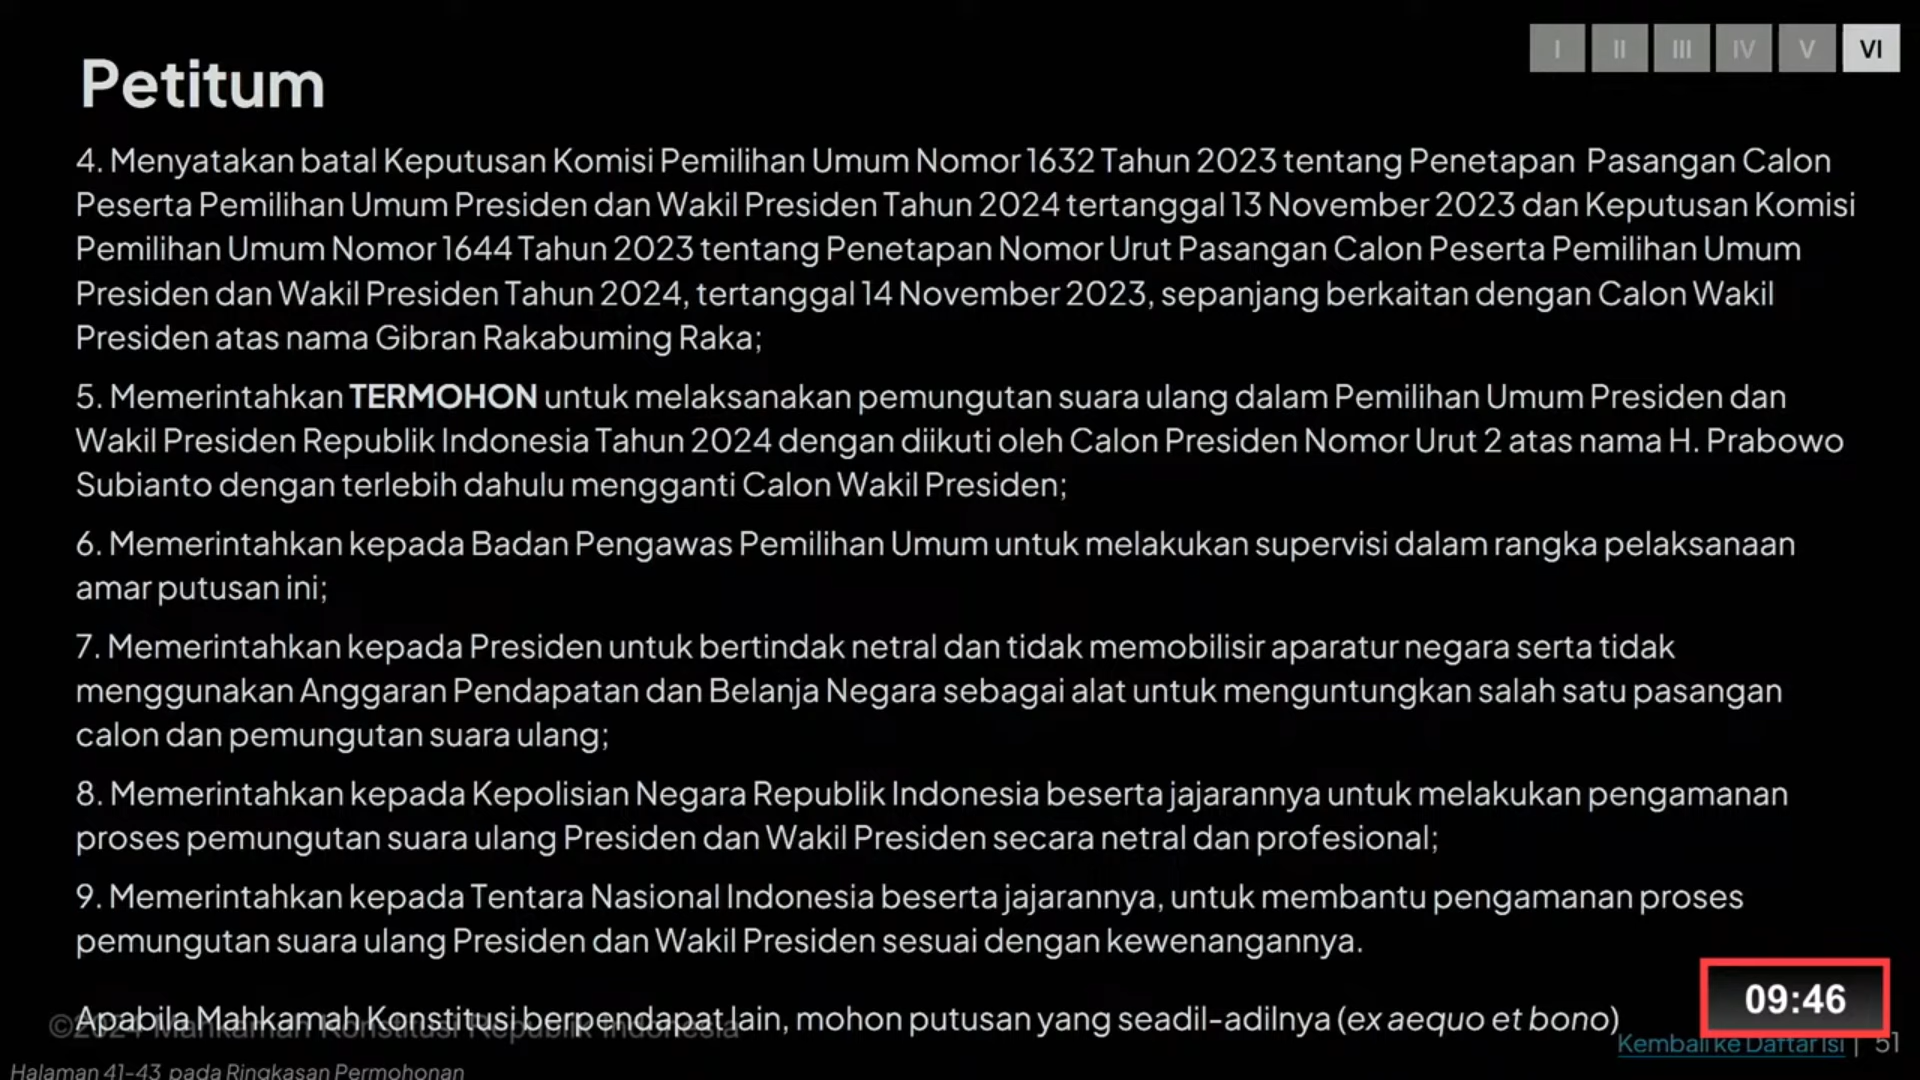 I II III IV V VI
Petitum
4. Menyatakan batal Keputusan Komisi Pemilihan Umum Nomor 1632 Tahun 2023 tentang Penetapan Pasangan Calon
Peserta Pemilihan Umum Presiden dan Wakil Presiden Tahun 2024 tertanggal 13 November 2023 dan Keputusan Komisi
Pemilihan Umum Nomor 1644 Tahun 2023 tentang Penetapan Nomor Urut Pasangan Calon Peserta Pemilihan Umum
Presiden dan Wakil Presiden Tahun 2024, tertanggal 14 November 2023, sepanjang berkaitan dengan Calon Wakil
Presiden atas nama Gibran Rakabuming Raka;
5. Memerintahkan TERMOHON untuk melaksanakan pemungutan suara ulang dalam Pemilihan Umum Presiden dan
Wakil Presiden Republik Indonesia Tahun 2024 dengan diikuti oleh Calon Presiden Nomor Urut 2 atas nama H. Prabowo
Subianto dengan terlebih dahulu mengganti Calon Wakil Presiden;
6. Memerintahkan kepada Badan Pengawas Pemilihan Umum untuk melakukan supervisi dalam rangka pelaksanaan
amar putusan ini;
7. Memerintahkan kepada Presiden untuk bertindak netral dan tidak memobilisir aparatur negara serta tidak
menggunakan Anggaran Pendapatan dan Belanja Negara sebagai alat untuk menguntungkan salah satu pasangan
calon dan pemungutan suara ulang;
8. Memerintahkan kepada Kepolisian Negara Republik Indonesia beserta jajarannya untuk melakukan pengamanan
proses pemungutan suara ulang Presiden dan Wakil Presiden secara netral dan profesional;
9. Memerintahkan kepada Tentara Nasional Indonesia beserta jajarannya, untuk membantu pengamanan proses
pemungutan suara ulang Presiden dan Wakil Presiden sesuai dengan kewenangannya.
Apabila Mahkamah Konstitusi berpendapat lain, mohon putusan yang seadil-adilnya (ex aequo et bono)
©2024 Mahkamah Konstitusi Republik Indonesia
09:46
Kembali ke Daftar Isi | 51
Halaman 41-43 pada Ringkasan Permohonan